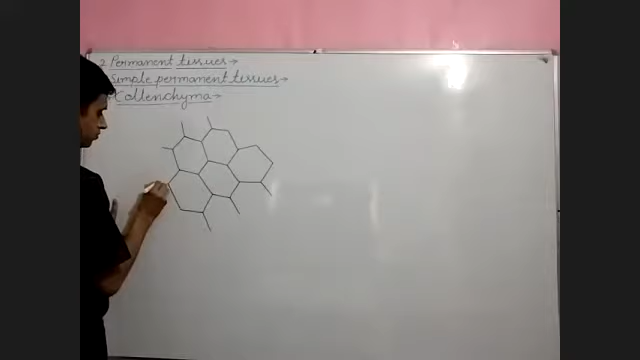 2. Permanent tissues→
Simple permanent tissues→
Collenchyma→